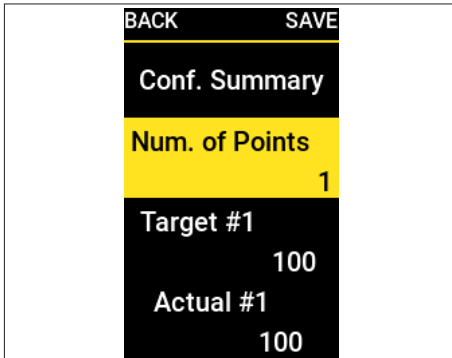 BACK SAVE
Conf. Summary
Num. of Points
1
Target #1
100
Actual #1
100